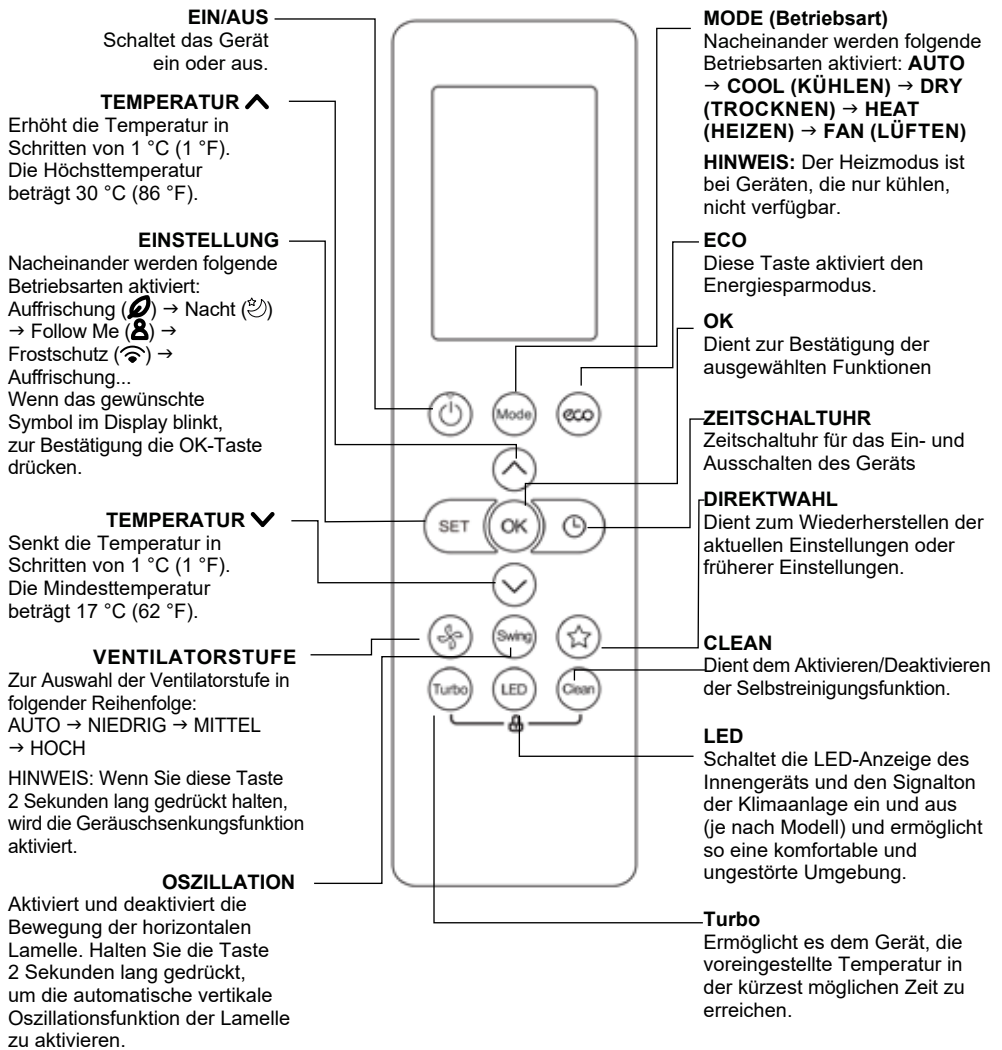 EIN/AUS
Schaltet das Gerät
ein oder aus.
TEMPERATUR
Erhöht die Temperatur in
Schritten von 1 °C (1 °F).
Die Höchsttemperatur
beträgt 30 °C (86 °F).
EINSTELLUNG
Nacheinander werden folgende
Betriebsarten aktiviert:
Auffrischung () → Nacht ()
→ Follow Me () →
Frostschutz () →
Auffrischung...
Wenn das gewünschte
Symbol im Display blinkt,
zur Bestätigung die OK-Taste
drücken.
TEMPERATUR
Senkt die Temperatur in
Schritten von 1 °C (1 °F).
Die Mindesttemperatur
beträgt 17 °C (62 °F).
VENTILATORSTUFE
Zur Auswahl der Ventilatorstufe in
folgender Reihenfolge:
AUTO → NIEDRIG → MITTEL
→ HOCH
HINWEIS: Wenn Sie diese Taste
2 Sekunden lang gedrückt halten,
wird die Geräuschsenkungsfunktion
aktiviert.
OSZILLATION
Aktiviert und deaktiviert die
Bewegung der horizontalen
Lamelle. Halten Sie die Taste
2 Sekunden lang gedrückt,
um die automatische vertikale
Oszillationsfunktion der Lamelle
zu aktivieren.
Mode
eco
SET
OK
Swing
Turbo
LED
Clean
MODE (Betriebsart)
Nacheinander werden folgende
Betriebsarten aktiviert: AUTO
→ COOL (KÜHLEN) → DRY
(TROCKNEN) → HEAT
(HEIZEN) → FAN (LÜFTEN)
HINWEIS: Der Heizmodus ist
bei Geräten, die nur kühlen,
nicht verfügbar.
ECO
Diese Taste aktiviert den
Energiesparmodus.
OK
Dient zur Bestätigung der
ausgewählten Funktionen
ZEITSCHALTUHR
Zeitschaltuhr für das Ein- und
Ausschalten des Geräts
DIREKTWAHL
Dient zum Wiederherstellen der
aktuellen Einstellungen oder
früherer Einstellungen.
CLEAN
Dient dem Aktivieren/Deaktivieren
der Selbstreinigungsfunktion.
LED
Schaltet die LED-Anzeige des
Innengeräts und den Signalton
der Klimaanlage ein und aus
(je nach Modell) und ermöglicht
so eine komfortable und
ungestörte Umgebung.
Turbo
Ermöglicht es dem Gerät, die
voreingestellte Temperatur in
der kürzest möglichen Zeit zu
erreichen.